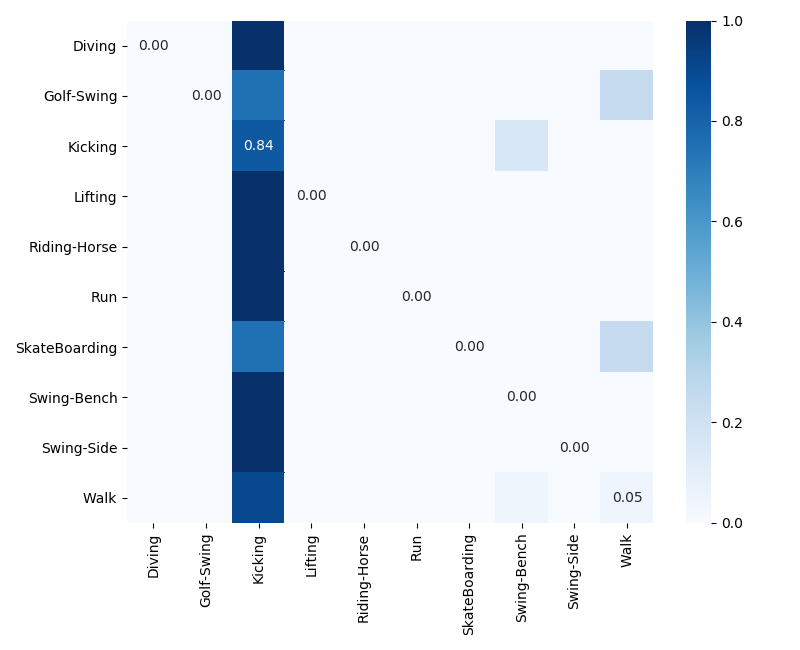 Diving
Golf-Swing
Kicking
Lifting
Riding-Horse
Run
SkateBoarding
Swing-Bench
Swing-Side
Walk
0.00
0.00
0.84
0.00
0.00
0.00
0.00
0.00
0.00
0.05
Diving
Golf-Swing
Kicking
Lifting
Riding-Horse
Run
SkateBoarding
Swing-Bench
Swing-Side
Walk
1.0
0.8
0.6
0.4
0.2
0.0